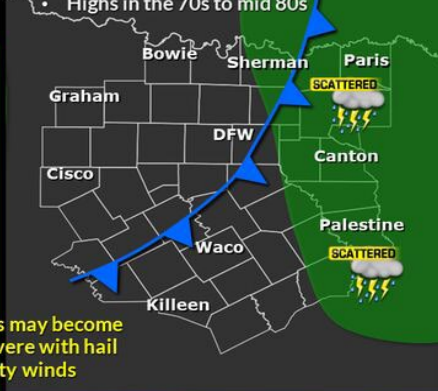 • Highs in the 70s to mid 80s
Bowie
Sherman
Paris
SCATTERED
Graham
DFW
Canton
Cisco
Palestine
Waco
SCATTERED
Killeen
s may become
vere with hail
ty winds